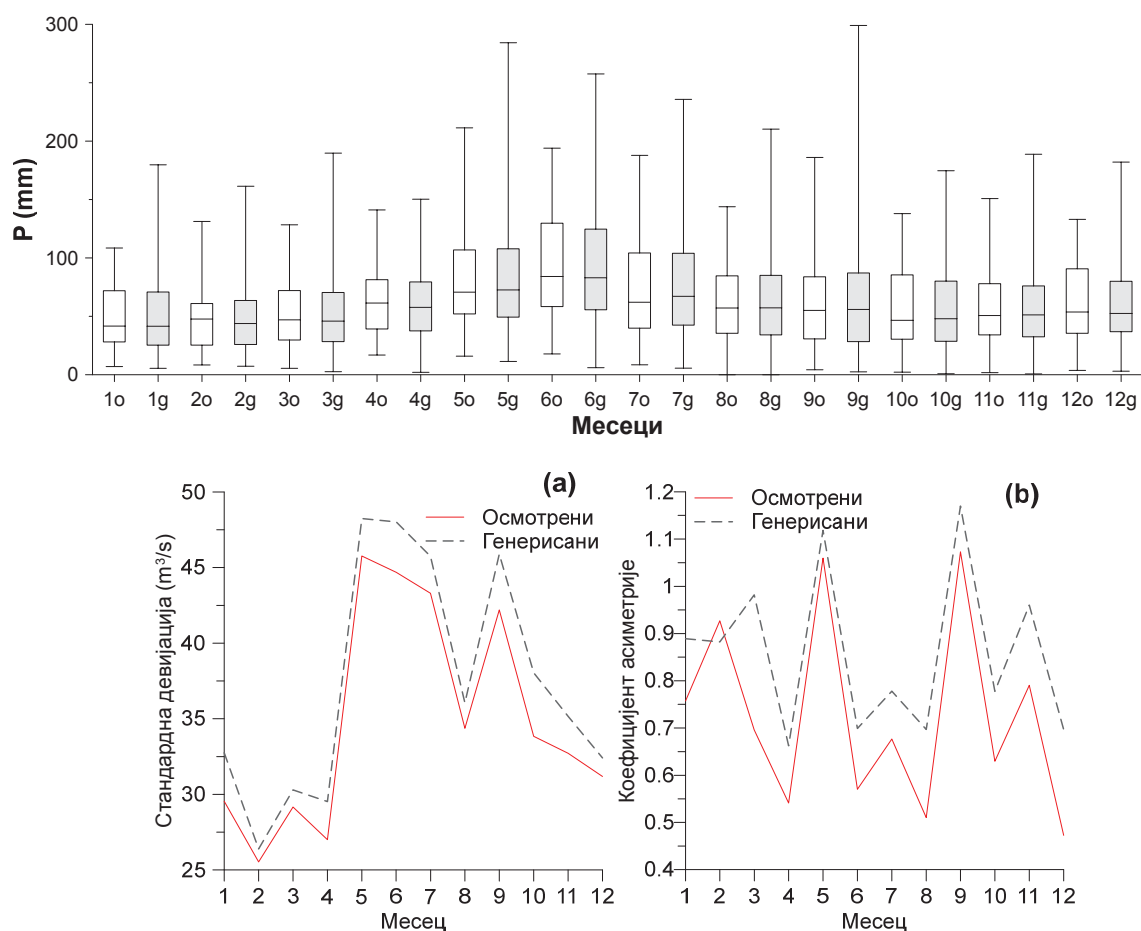 300
200
100
0
P (mm)
1o 1g 2o 2g 3o 3g 4o 4g 5o 5g 6o 6g 7o 7g 8o 8g 9o 9g 10o 10g 11o 11g 12o 12g
Месеци
(a)
50
45
40
35
30
25
Стандардна девијација (m³/s)
Осмотрени
Генерисани
1 2 3 4 5 6 7 8 9 10 11 12
Месец
(b)
1.2
1.1
1
0.9
0.8
0.7
0.6
0.5
0.4
Коефицијент асиметрије
Осмотрени
Генерисани
1 2 3 4 5 6 7 8 9 10 11 12
Месец